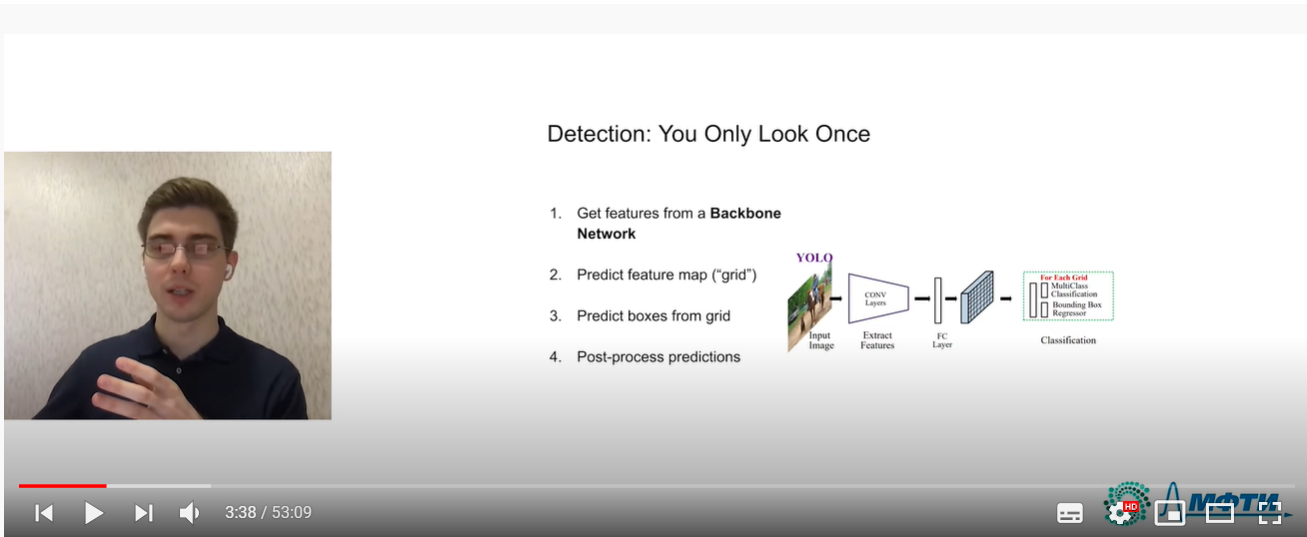 Detection: You Only Look Once
1. Get features from a Backbone
Network
2. Predict feature map (“grid”)
3. Predict boxes from grid
4. Post-process predictions
YOLO
Input
Image
CONV
Layers
Extract
Features
FC
Layer
For Each Grid
MultiClass
Classification
Bounding Box
Regressor
Classification
3:38 / 53:09
HD
МФТИ